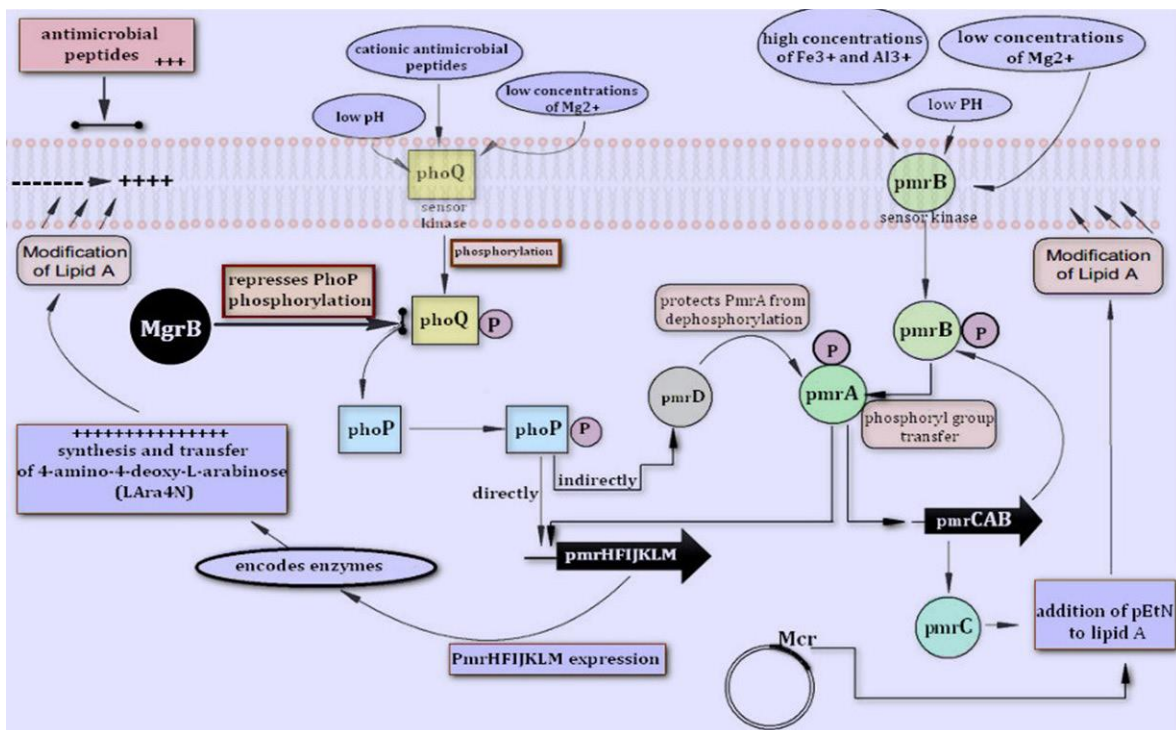 antimicrobial
peptides +++
cationic antimicrobial
peptides
low pH
low concentrations
of Mg2+
high concentrations
of Fe3+ and Al3+
low concentrations
of Mg2+
low PH
------- ++++
phoQ
sensor
kinase
pmrB
sensor kinase
Modification
of Lipid A
phosphorylation
Modification
of Lipid A
MgrB
represses PhoP
phosphorylation
phoQ
P
protects PmrA from
dephosphorylation
pmrB
P
P
pmrA
pmrD
phosphoryl group
transfer
phoP
phoP
P
+++++++++++++++
synthesis and transfer
of 4-amino-4-deoxy-L-arabinose
(LAra4N)
directly
indirectly
pmrHFIJKLM
pmrCAB
encodes enzymes
pmrC
addition of pEtN
to lipid A
PmrHFIJKLM expression
Mcr